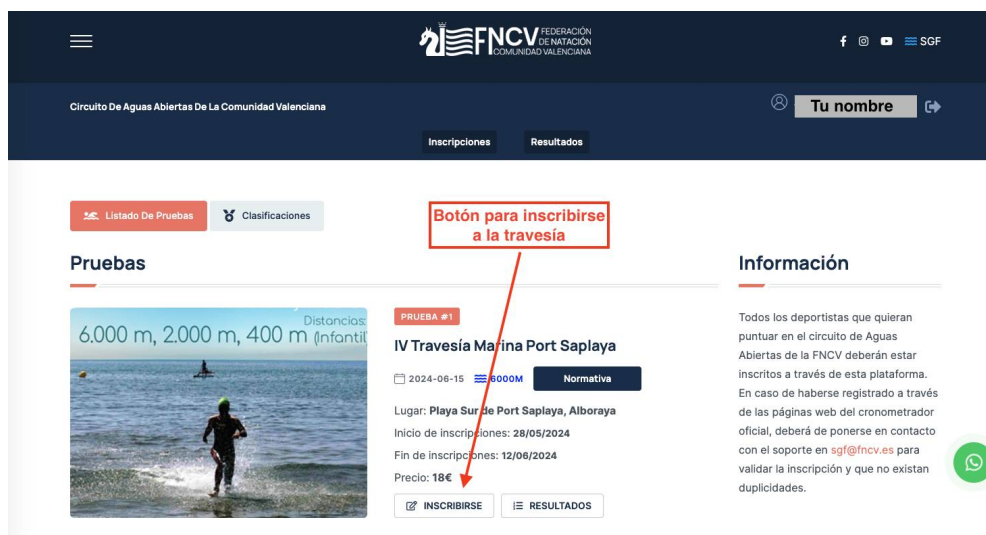 FNCV FEDERACIÓN
DE NATACIÓN
COMUNIDAD VALENCIANA
SGF
Circuito De Aguas Abiertas De La Comunidad Valenciana
Tu nombre
Inscripciones Resultados
Listado De Pruebas Clasificaciones
Botón para inscribirse
a la travesía
Pruebas
Distancias:
6.000 m, 2.000 m, 400 m (Infantil
PRUEBA #1
IV Travesía Marina Port Saplaya
2024-06-15 6000M Normativa
Lugar: Playa Sur de Port Saplaya, Alboraya
Inicio de inscripciones: 28/05/2024
Fin de inscripciones: 12/06/2024
Precio: 18€
INSCRIBIRSE RESULTADOS
Información
Todos los deportistas que quieran
puntuar en el circuito de Aguas
Abiertas de la FNCV deberán estar
inscritos a través de esta plataforma.
En caso de haberse registrado a través
de las páginas web del cronometrador
oficial, deberá de ponerse en contacto
con el soporte en sgf@fncv.es para
validar la inscripción y que no existan
duplicidades.